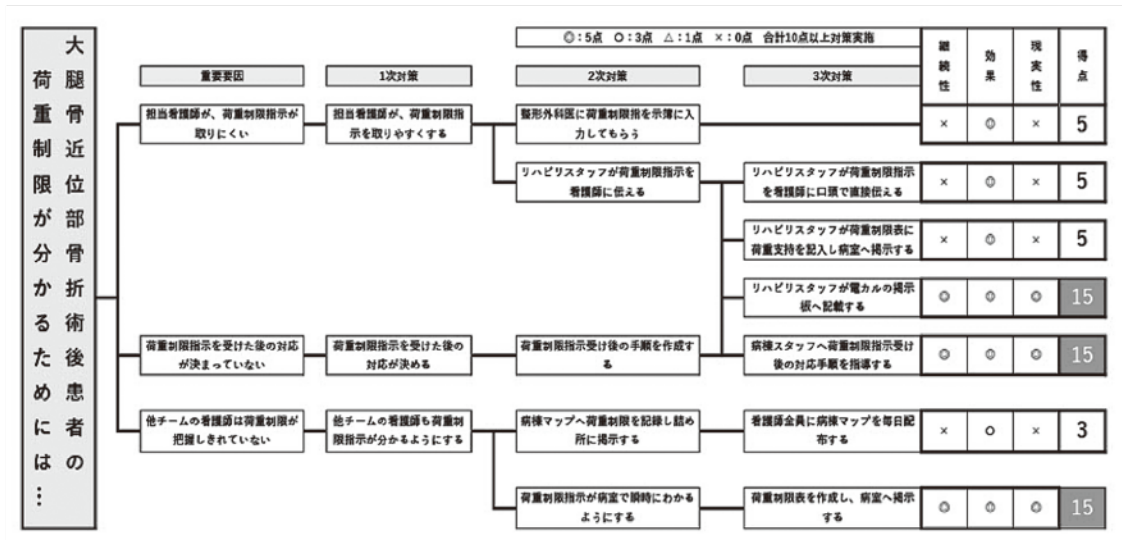 大腿骨近位部骨折術後患者の
荷重制限が分かるためには…
◎：5点 〇：3点 △：1点 ×：0点 合計10点以上対策実施
重要要因
1次対策
2次対策
3次対策
継続性
効果
現実性
得点
担当看護師が、荷重制限指示が
取りにくい
担当看護師が、荷重制限指
示を取りやすくする
整形外科医に荷重制限指を示簿に入
力してもらう
× ◎ × 5
リハビリスタッフが荷重制限指示を
看護師に伝える
リハビリスタッフが荷重制限指示
を看護師に口頭で直接伝える
× ◎ × 5
リハビリスタッフが荷重制限表に
荷重支持を記入し病室へ掲示する
× ◎ × 5
リハビリスタッフが電カルの掲示
板へ記載する
◎ ◎ ◎ 15
荷重制限指示を受けた後の対応
が決まっていない
荷重制限指示を受けた後の
対応が決める
荷重制限指示受け後の手順を作成す
る
病棟スタッフへ荷重制限指示受け
後の対応手順を指導する
◎ ◎ ◎ 15
他チームの看護師は荷重制限が
把握しきれていない
他チームの看護師も荷重制
限指示が分かるようにする
病棟マップへ荷重制限を記録し詰め
所に掲示する
看護師全員に病棟マップを毎日配
布する
× 〇 × 3
荷重制限指示が病室で瞬時にわかる
ようにする
荷重制限表を作成し、病室へ掲示
する
◎ ◎ ◎ 15